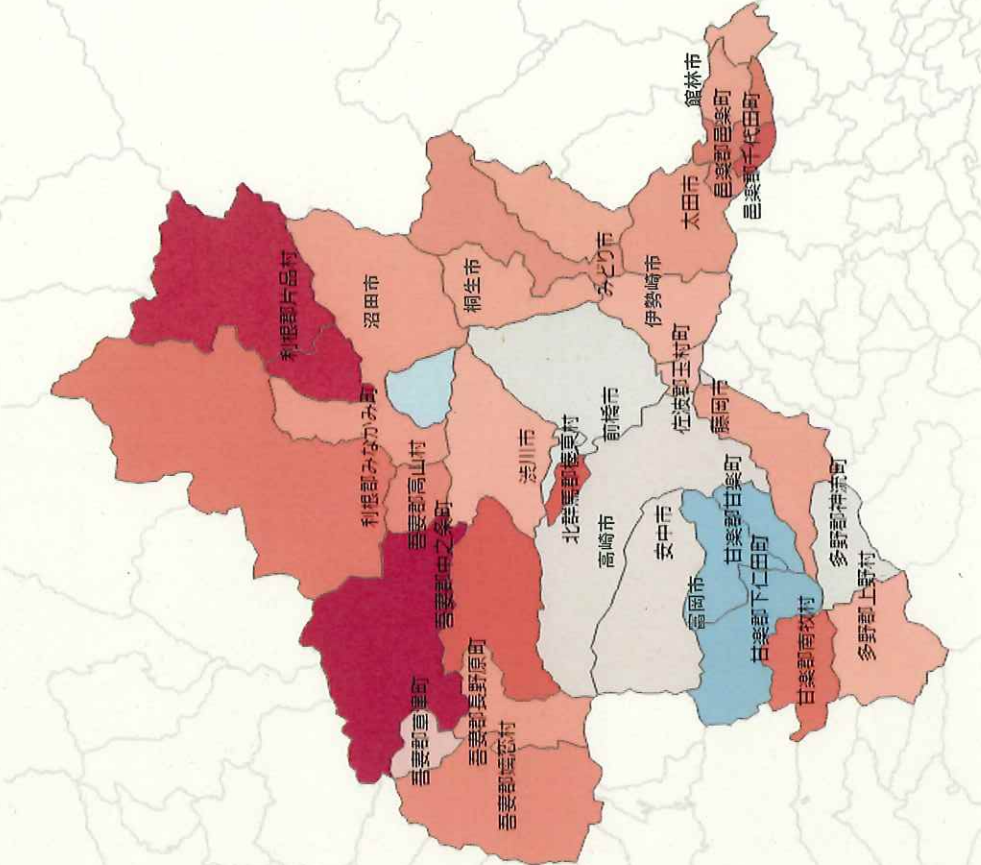 利根郡片品村
沼田市
桐生市
みどり市
太田市
館林市
邑楽郡邑楽町
邑楽郡千代田町
伊勢崎市
佐波郡玉村町
前橋市
藤岡市
利根郡みなかみ町
吾妻郡高山村
吾妻郡中之条町
渋川市
北群馬郡榛東村
高崎市
安中市
富岡市
甘楽郡甘楽町
甘楽郡下仁田町
甘楽郡南牧村
多野郡神流町
多野郡上野村
吾妻郡草津町
吾妻郡長野原町
吾妻郡嬬恋村